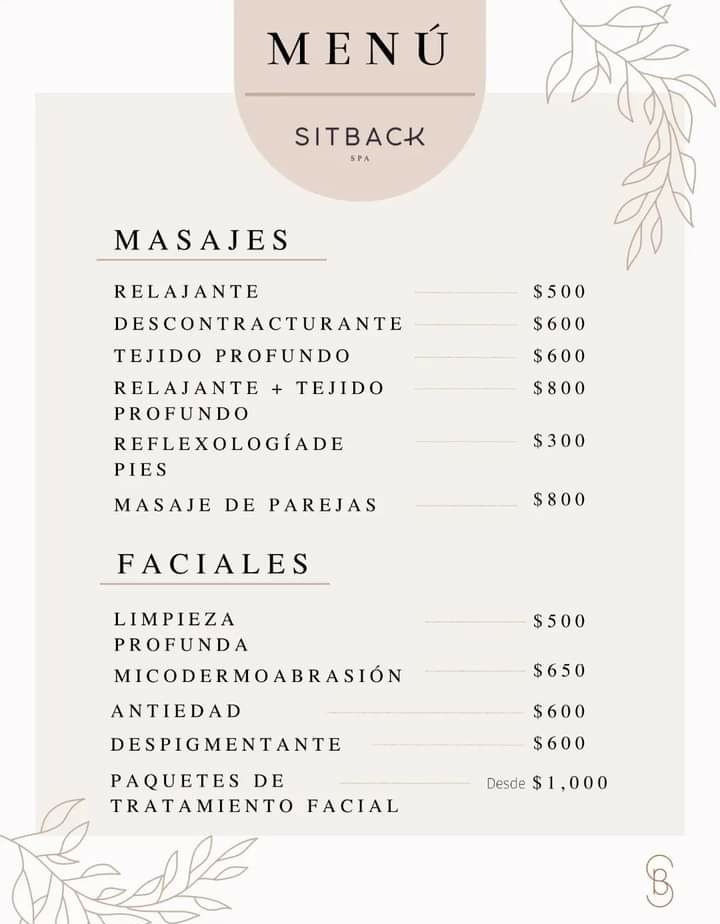 MENÚ
SITBACK
SPA
MASAJES
RELAJANTE $500
DESCONTRACTURANTE $600
TEJIDO PROFUNDO $600
RELAJANTE + TEJIDO $800
PROFUNDO
REFLEXOLOGÍADE $300
PIES
MASAJE DE PAREJAS $800
FACIALES
LIMPIEZA $500
PROFUNDA
MICODERMOABRASIÓN $650
ANTIEDAD $600
DESPIGMENTANTE $600
PAQUETES DE Desde $1,000
TRATAMIENTO FACIAL
SB